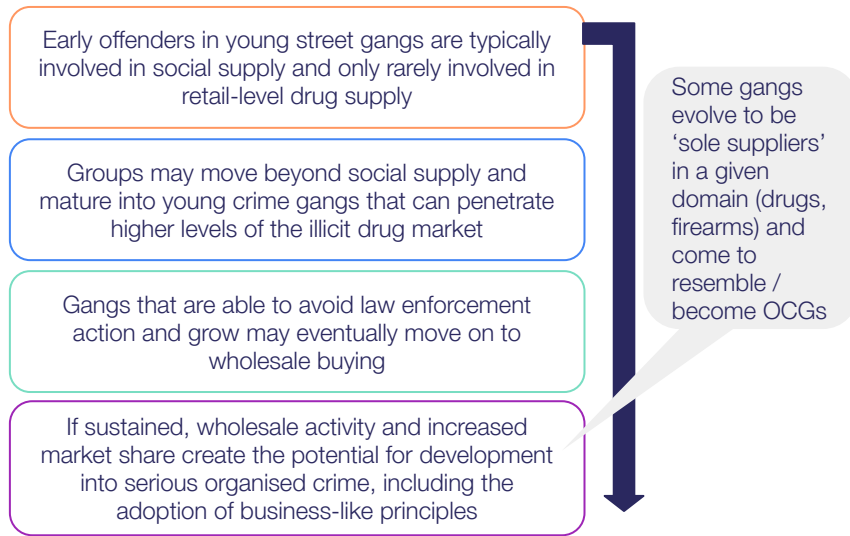 Early offenders in young street gangs are typically
involved in social supply and only rarely involved in
retail-level drug supply
Groups may move beyond social supply and
mature into young crime gangs that can penetrate
higher levels of the illicit drug market
Gangs that are able to avoid law enforcement
action and grow may eventually move on to
wholesale buying
If sustained, wholesale activity and increased
market share create the potential for development
into serious organised crime, including the
adoption of business-like principles
Some gangs
evolve to be
‘sole suppliers’
in a given
domain (drugs,
firearms) and
come to
resemble /
become OCGs